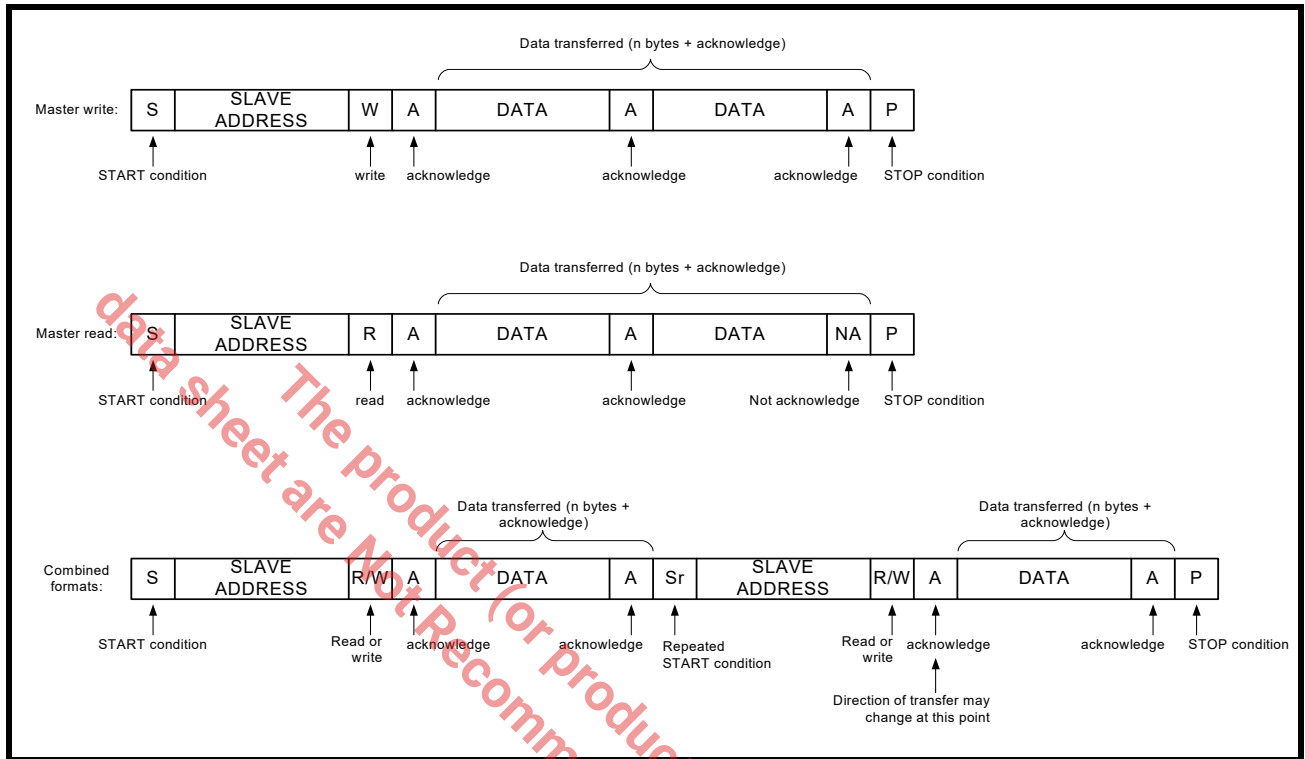 Data transferred (n bytes + acknowledge)
Master write: S SLAVE ADDRESS W A DATA A DATA A P
START condition write acknowledge acknowledge acknowledge STOP condition
Data transferred (n bytes + acknowledge)
Master read: S SLAVE ADDRESS R A DATA A DATA NA P
START condition read acknowledge acknowledge Not acknowledge STOP condition
Data transferred (n bytes +
acknowledge)
Data transferred (n bytes +
acknowledge)
Combined
formats:
S SLAVE ADDRESS R/W A DATA A Sr SLAVE ADDRESS R/W A DATA A P
START condition
Read or
write
acknowledge
acknowledge
Repeated
START condition
Read or
write
acknowledge
acknowledge
STOP condition
Direction of transfer may
change at this point
The product (or produc
data sheet are Not Recomm